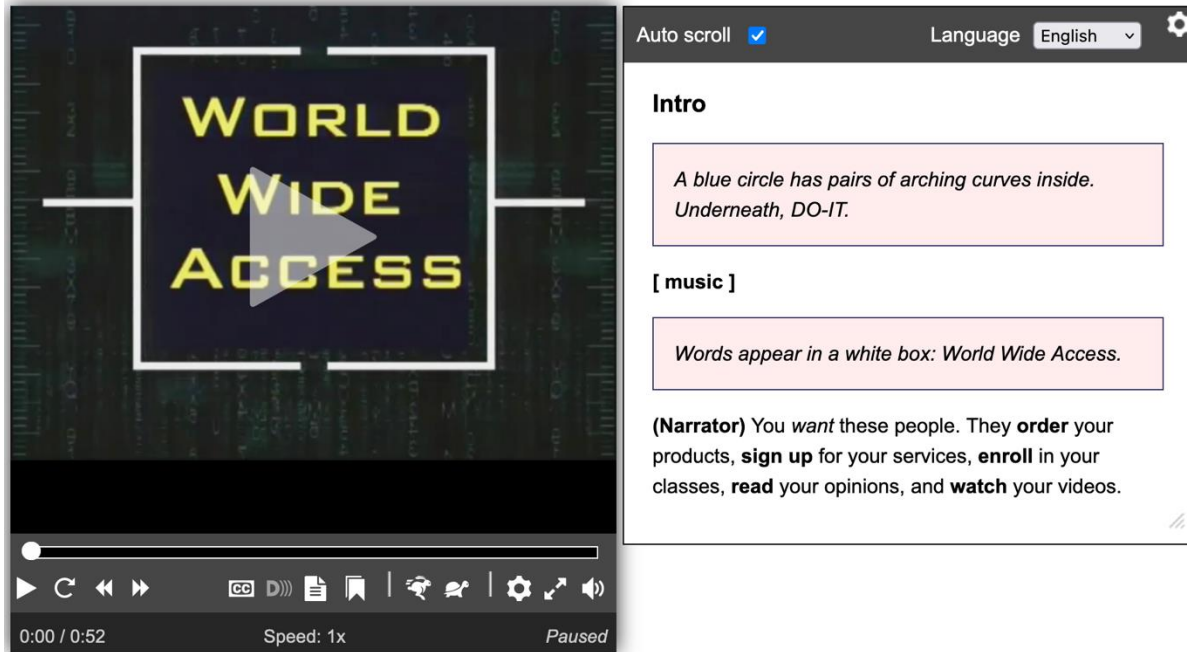 WORLD
WIDE
ACCESS
CC D)))
0:00 / 0:52 Speed: 1x Paused
Auto scroll Language English
Intro
A blue circle has pairs of arching curves inside.
Underneath, DO-IT.
[ music ]
Words appear in a white box: World Wide Access.
(Narrator) You want these people. They order your
products, sign up for your services, enroll in your
classes, read your opinions, and watch your videos.